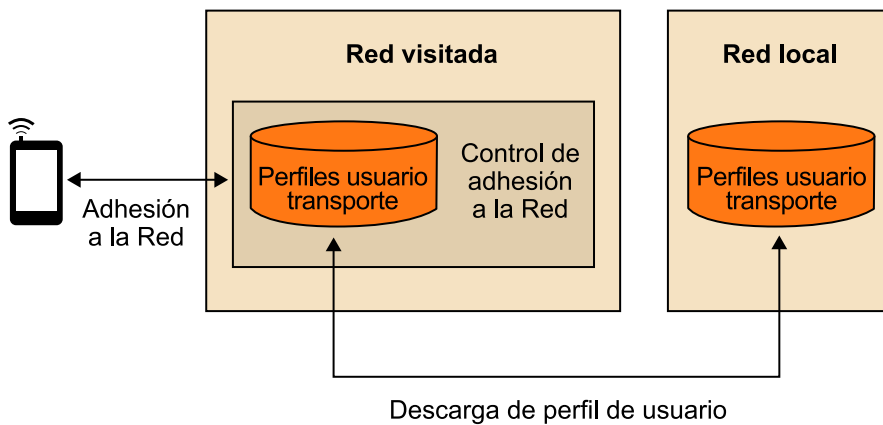 Red visitada
Red local
Perfiles usuario
transporte
Control de
adhesión
a la Red
Perfiles usuario
transporte
Adhesión
a la Red
Descarga de perfil de usuario